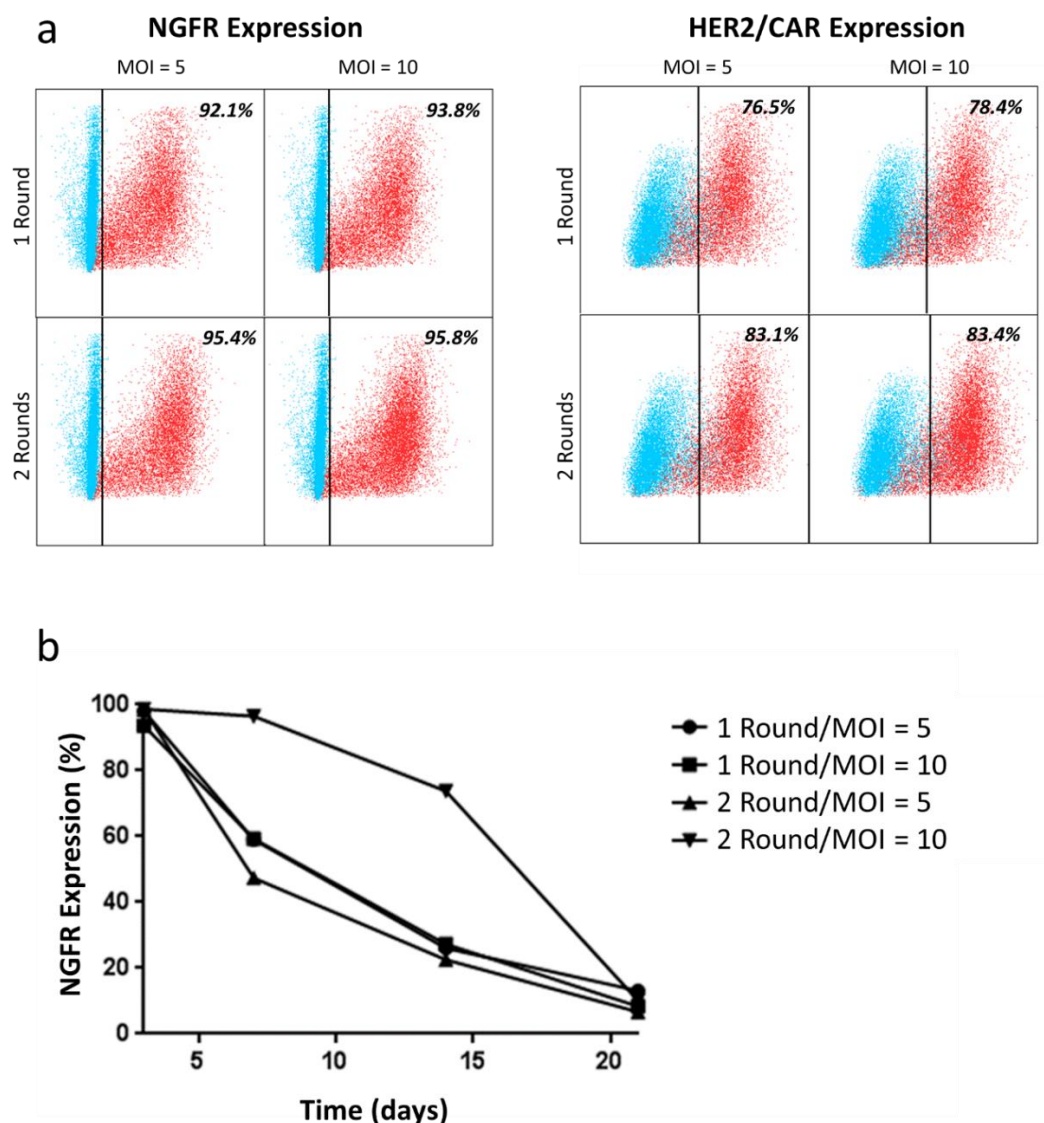 a
NGFR Expression
MOI = 5 MOI = 10
1 Round
92.1% 93.8%
2 Rounds
95.4% 95.8%
HER2/CAR Expression
MOI = 5 MOI = 10
1 Round
76.5% 78.4%
2 Rounds
83.1% 83.4%
b
NGFR Expression (%)
100
80
60
40
20
0
5 10 15 20
Time (days)
1 Round/MOI = 5
1 Round/MOI = 10
2 Round/MOI = 5
2 Round/MOI = 10